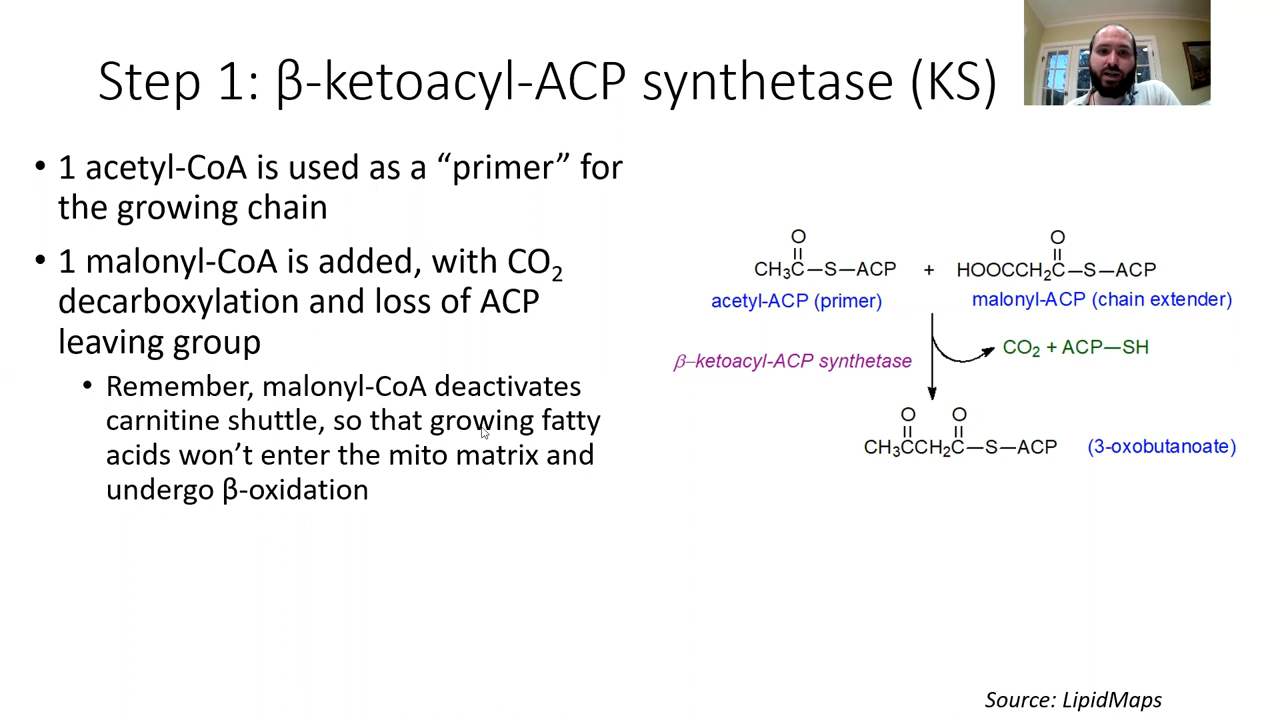 Step 1: β-ketoacyl-ACP synthetase (KS)
• 1 acetyl-CoA is used as a “primer” for
the growing chain
• 1 malonyl-CoA is added, with CO₂
decarboxylation and loss of ACP
leaving group
• Remember, malonyl-CoA deactivates
carnitine shuttle, so that growing fatty
acids won’t enter the mito matrix and
undergo β-oxidation
O O
CH₃C—S—ACP + HOOCCH₂C—S—ACP
acetyl-ACP (primer) malonyl-ACP (chain extender)
CO₂ + ACP—SH
β-ketoacyl-ACP synthetase
O O
CH₃CCH₂C—S—ACP (3-oxobutanoate)
Source: LipidMaps